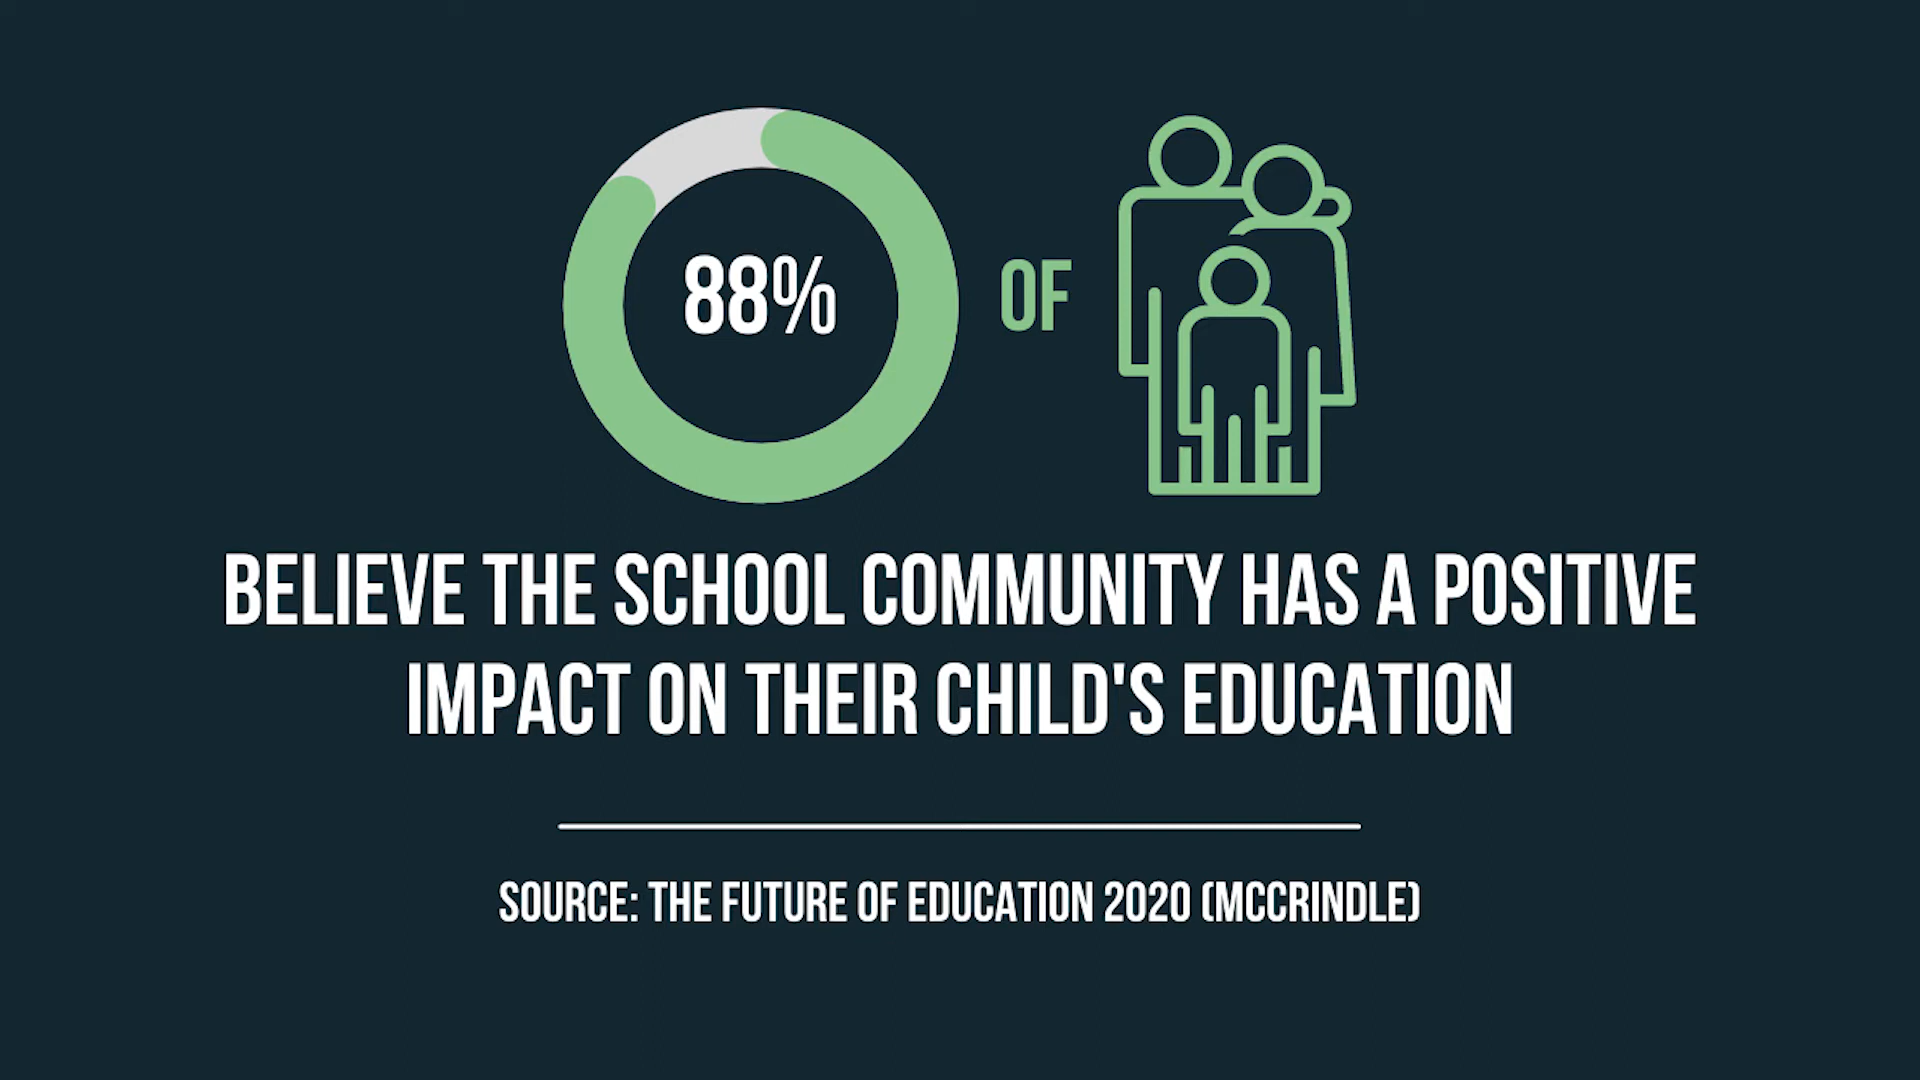 88%
OF
BELIEVE THE SCHOOL COMMUNITY HAS A POSITIVE
IMPACT ON THEIR CHILD'S EDUCATION
SOURCE: THE FUTURE OF EDUCATION 2020 (MCCRINDLE)